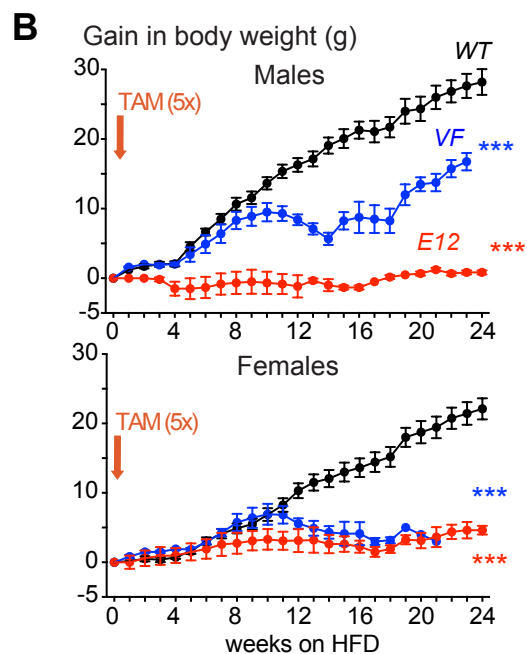 B
Gain in body weight (g)
Males
WT
30
TAM (5x)
20
VF ***
10
E12 ***
0
-5
0 4 8 12 16 20 24
Females
30
TAM (5x)
20
10
***
0
***
-5
0 4 8 12 16 20 24
weeks on HFD